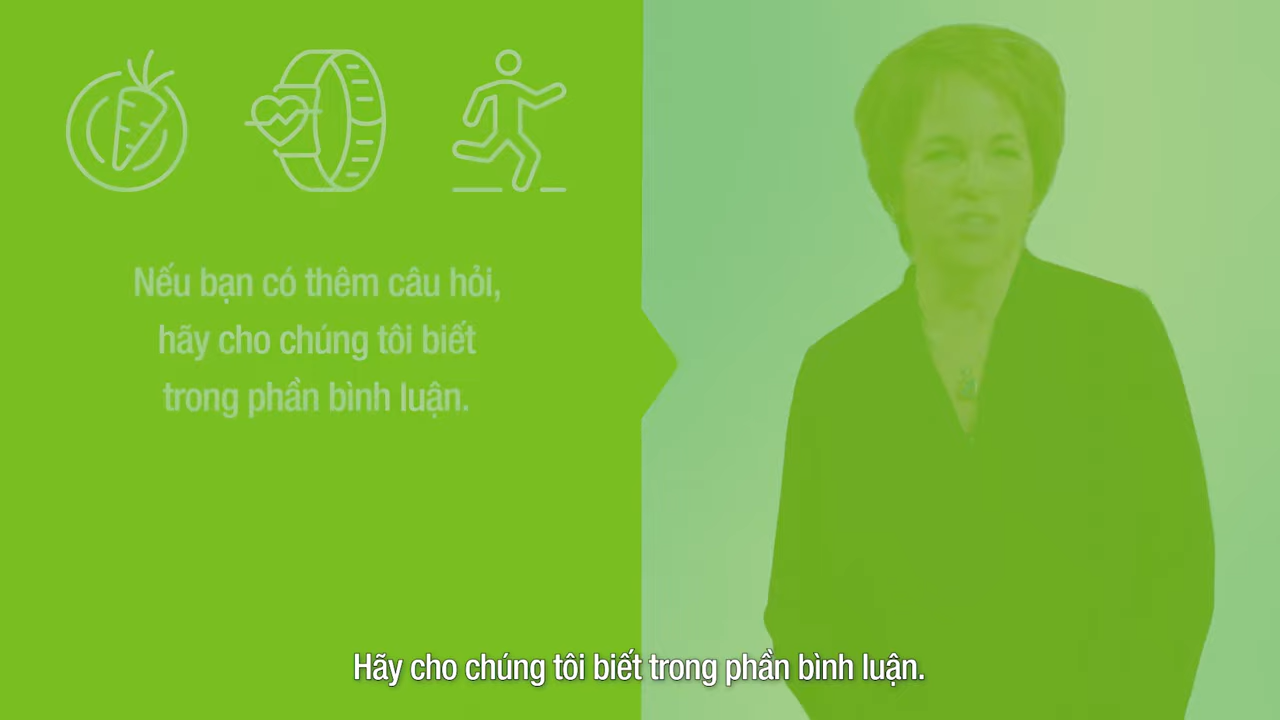 Nếu bạn có thêm câu hỏi,
hãy cho chúng tôi biết
trong phần bình luận.
Hãy cho chúng tôi biết trong phần bình luận.